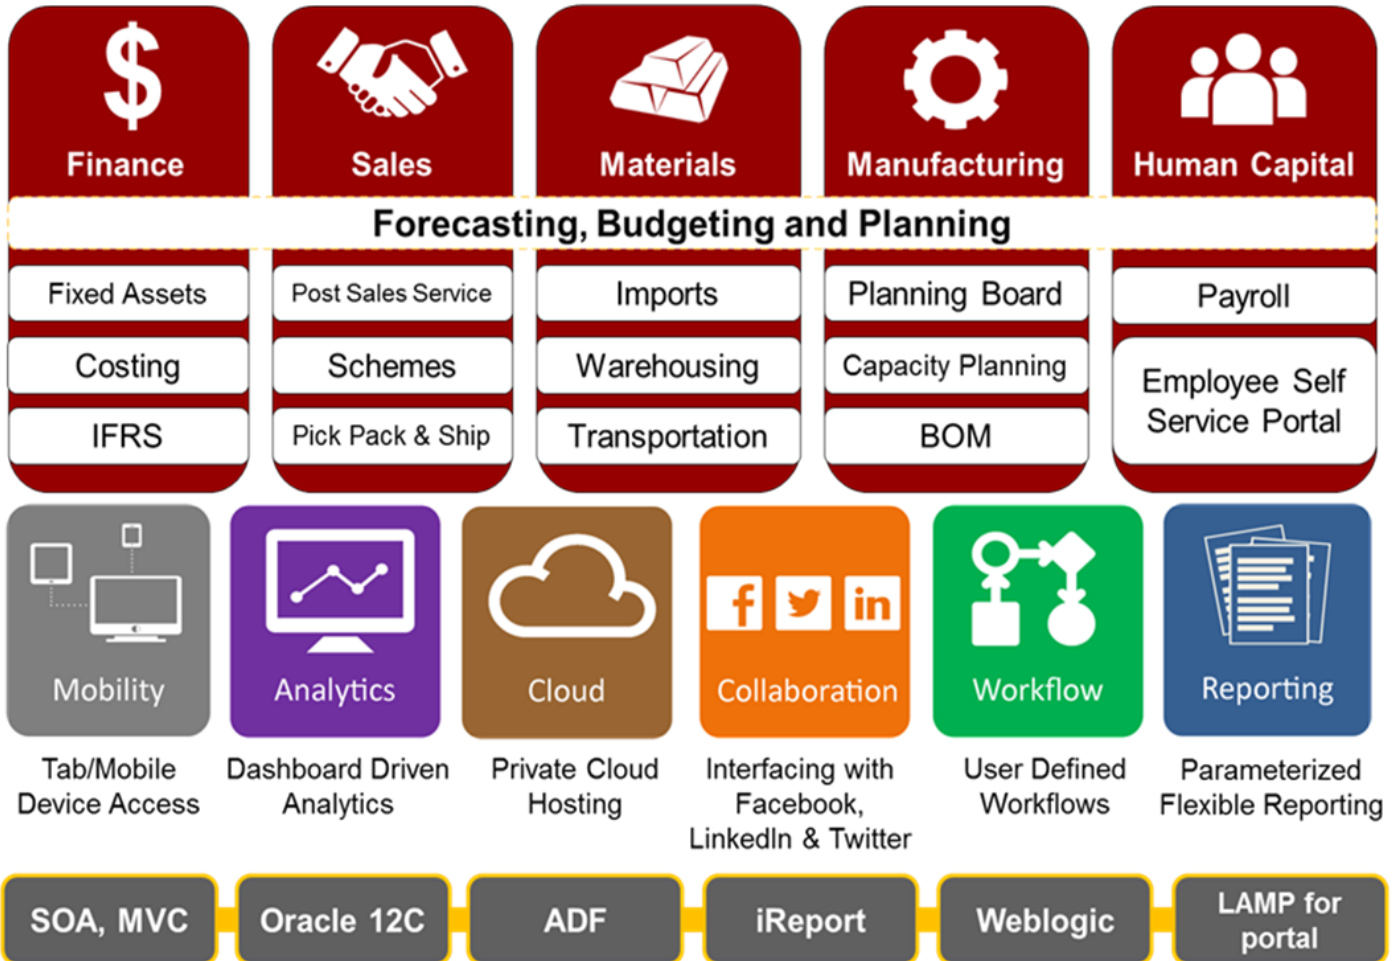 Finance
Sales
Materials
Manufacturing
Human Capital
Forecasting, Budgeting and Planning
Fixed Assets
Post Sales Service
Imports
Planning Board
Payroll
Costing
Schemes
Warehousing
Capacity Planning
Employee Self
Service Portal
IFRS
Pick Pack & Ship
Transportation
BOM
Mobility
Analytics
Cloud
Collaboration
Workflow
Reporting
Tab/Mobile
Device Access
Dashboard Driven
Analytics
Private Cloud
Hosting
Interfacing with
Facebook,
LinkedIn & Twitter
User Defined
Workflows
Parameterized
Flexible Reporting
SOA, MVC
Oracle 12C
ADF
iReport
Weblogic
LAMP for
portal